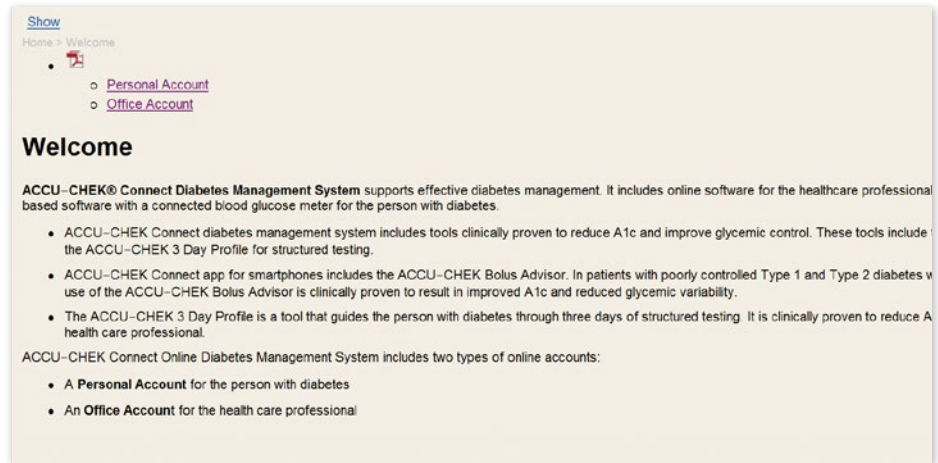 Show
Home > Welcome
Personal Account
Office Account
Welcome
ACCU-CHEK® Connect Diabetes Management System supports effective diabetes management. It includes online software for the healthcare professional
based software with a connected blood glucose meter for the person with diabetes.
ACCU-CHEK Connect diabetes management system includes tools clinically proven to reduce A1c and improve glycemic control. These tools include
the ACCU-CHEK 3 Day Profile for structured testing.
ACCU-CHEK Connect app for smartphones includes the ACCU-CHEK Bolus Advisor. In patients with poorly controlled Type 1 and Type 2 diabetes
use of the ACCU-CHEK Bolus Advisor is clinically proven to result in improved A1c and reduced glycemic variability.
The ACCU-CHEK 3 Day Profile is a tool that guides the person with diabetes through three days of structured testing. It is clinically proven to reduce
health care professional.
ACCU-CHEK Connect Online Diabetes Management System includes two types of online accounts:
A Personal Account for the person with diabetes
An Office Account for the health care professional